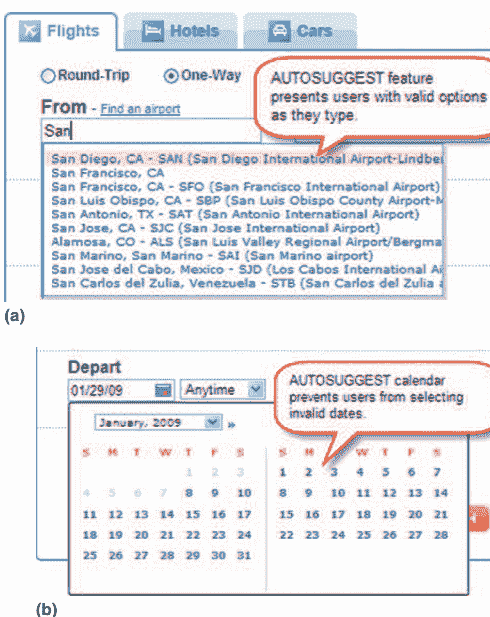 Flights Hotels Cars
Round-Trip One-Way
AUTOSUGGEST feature
presents users with valid options
as they type.
From - Find an airport
San
San Diego, CA - SAN (San Diego International Airport-Lindber
San Francisco, CA
San Francisco, CA - SFO (San Francisco International Airport)
San Luis Obispo, CA - SBP (San Luis Obispo County Airport-M
San Antonio, TX - SAT (San Antonio International Airport)
San Jose, CA - SJC (San Jose International Airport)
Alamosa, CO - ALS (San Luis Valley Regional Airport/Bergma
San Marino, San Marino - SAI (San Marino airport)
San Jose del Cabo, Mexico - SJD (Los Cabos International Ai
San Carlos del Zulia, Venezuela - STB (San Carlos del Zulia a
(a)
Depart
01/29/09 Anytime
AUTOSUGGEST calendar
prevents users from selecting
invalid dates.
January, 2009 »
S M T W T F S S M T W T F S
1 2 3 1 2 3 4 5 6 7
4 5 6 7 8 9 10 8 9 10 11 12 13 14
11 12 13 14 15 16 17 15 16 17 18 19 20 21
18 19 20 21 22 23 24 22 23 24 25 26 27 28
25 26 27 28 29 30 31
(b)